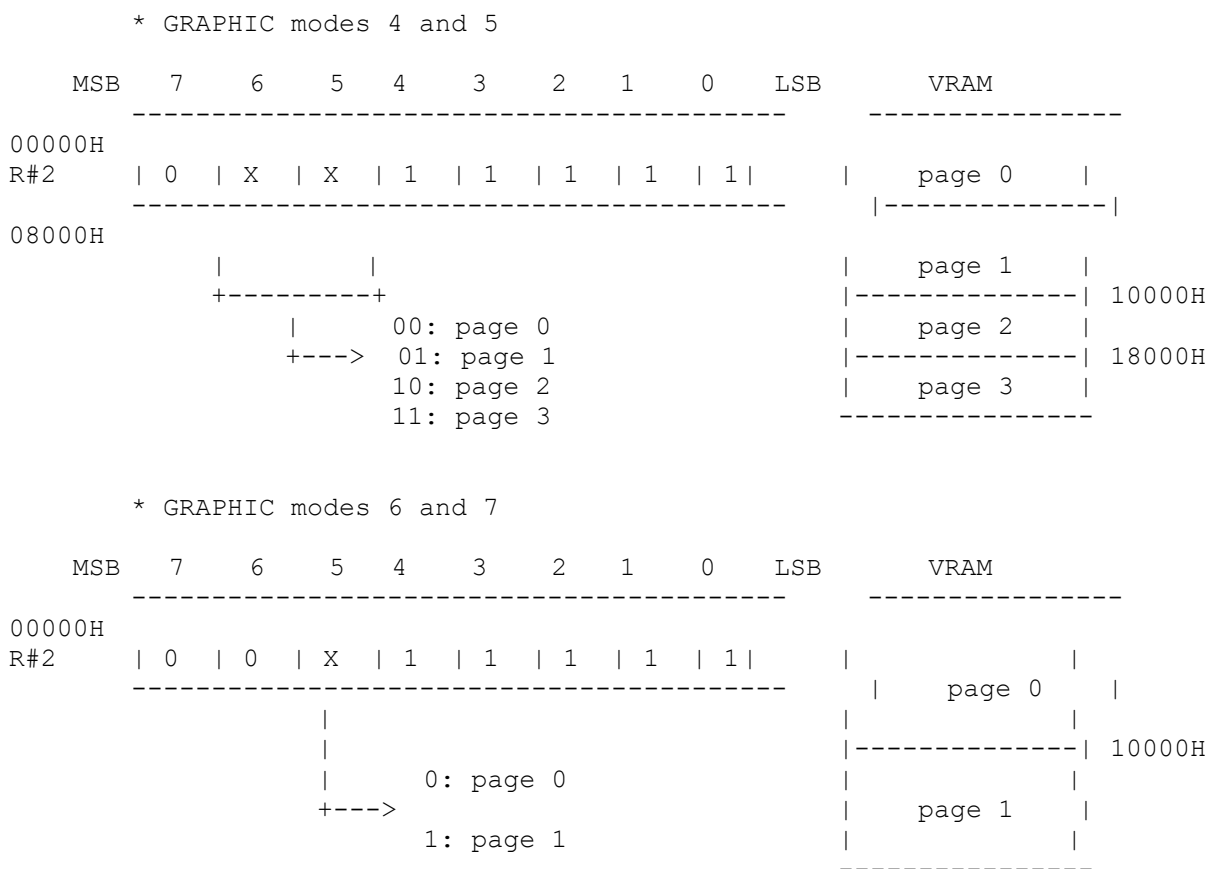 * GRAPHIC modes 4 and 5
MSB 7 6 5 4 3 2 1 0 LSB VRAM
----------------------------------------- ----------------
00000H
R#2 | 0 | X | X | 1 | 1 | 1 | 1 | 1| | page 0 |
----------------------------------------- |--------------|
08000H
| | | page 1 |
+---------+ |--------------| 10000H
| 00: page 0 | page 2 |
+---> 01: page 1 |--------------| 18000H
10: page 2 | page 3 |
11: page 3 ----------------
* GRAPHIC modes 6 and 7
MSB 7 6 5 4 3 2 1 0 LSB VRAM
----------------------------------------- ----------------
00000H
R#2 | 0 | 0 | X | 1 | 1 | 1 | 1 | 1| | |
----------------------------------------- | page 0 |
| | |
| |--------------| 10000H
| 0: page 0 | |
+---> | page 1 |
1: page 1 | |
----------------